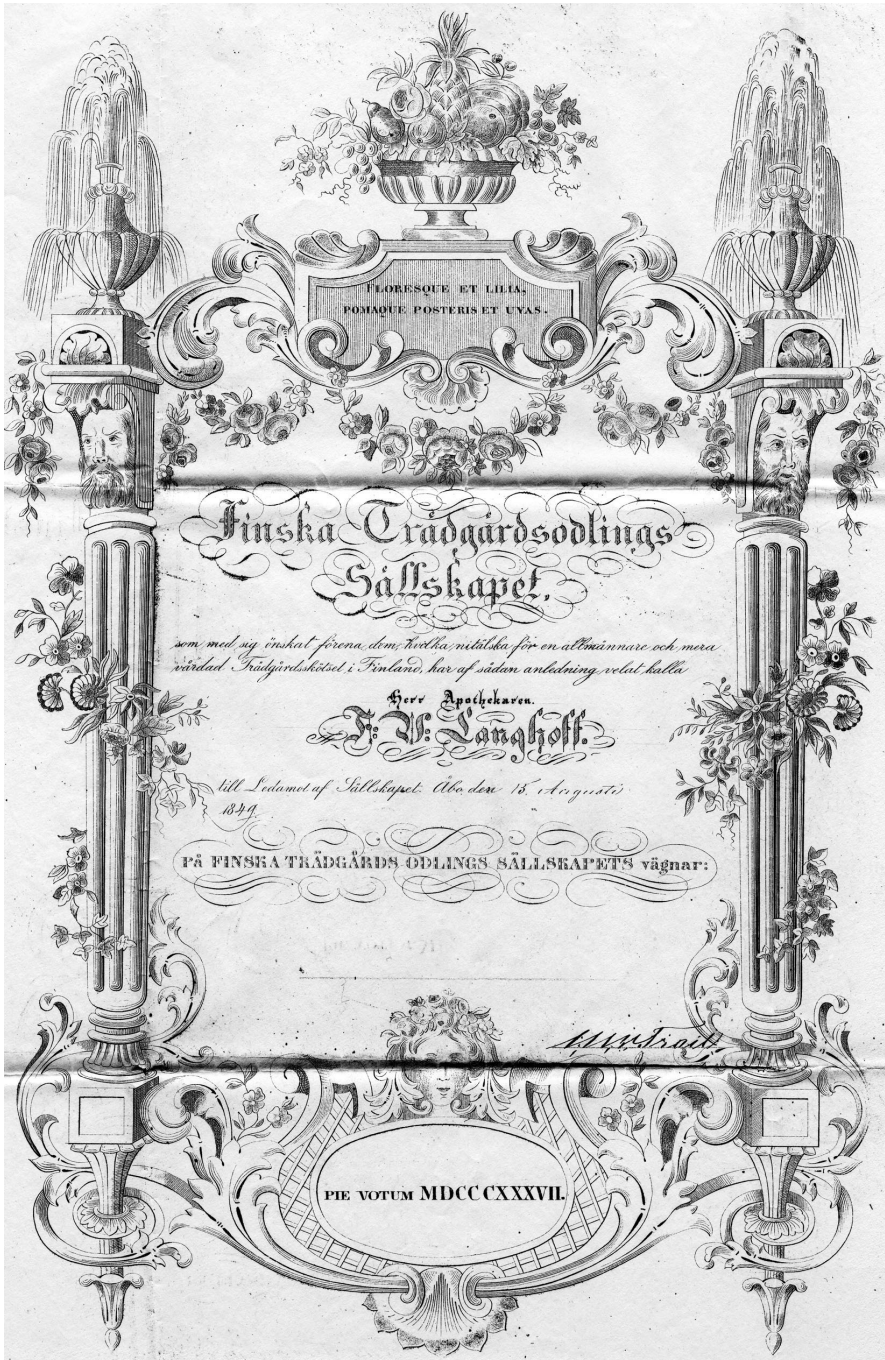 FLORESQUE ET LILIA.
POMAQUE POSTERIS ET UVAS.
Finska Trädgårdsodlings
Sällskapet,
som med sig önskat förena dem, hvilka nitälska för en allmännare och mera
vårdad Trädgårdsskötsel i Finland, har af sådan anledning velat kalla
Herr Apothekaren.
F: V: Langhoff.
till Ledamot af Sällskapet. Åbo, den 15 Augusti
1849.
På FINSKA TRÄDGÅRDS ODLINGS SÄLLSKAPETS vägnar:
PIE VOTUM MDCCCXXXVII.